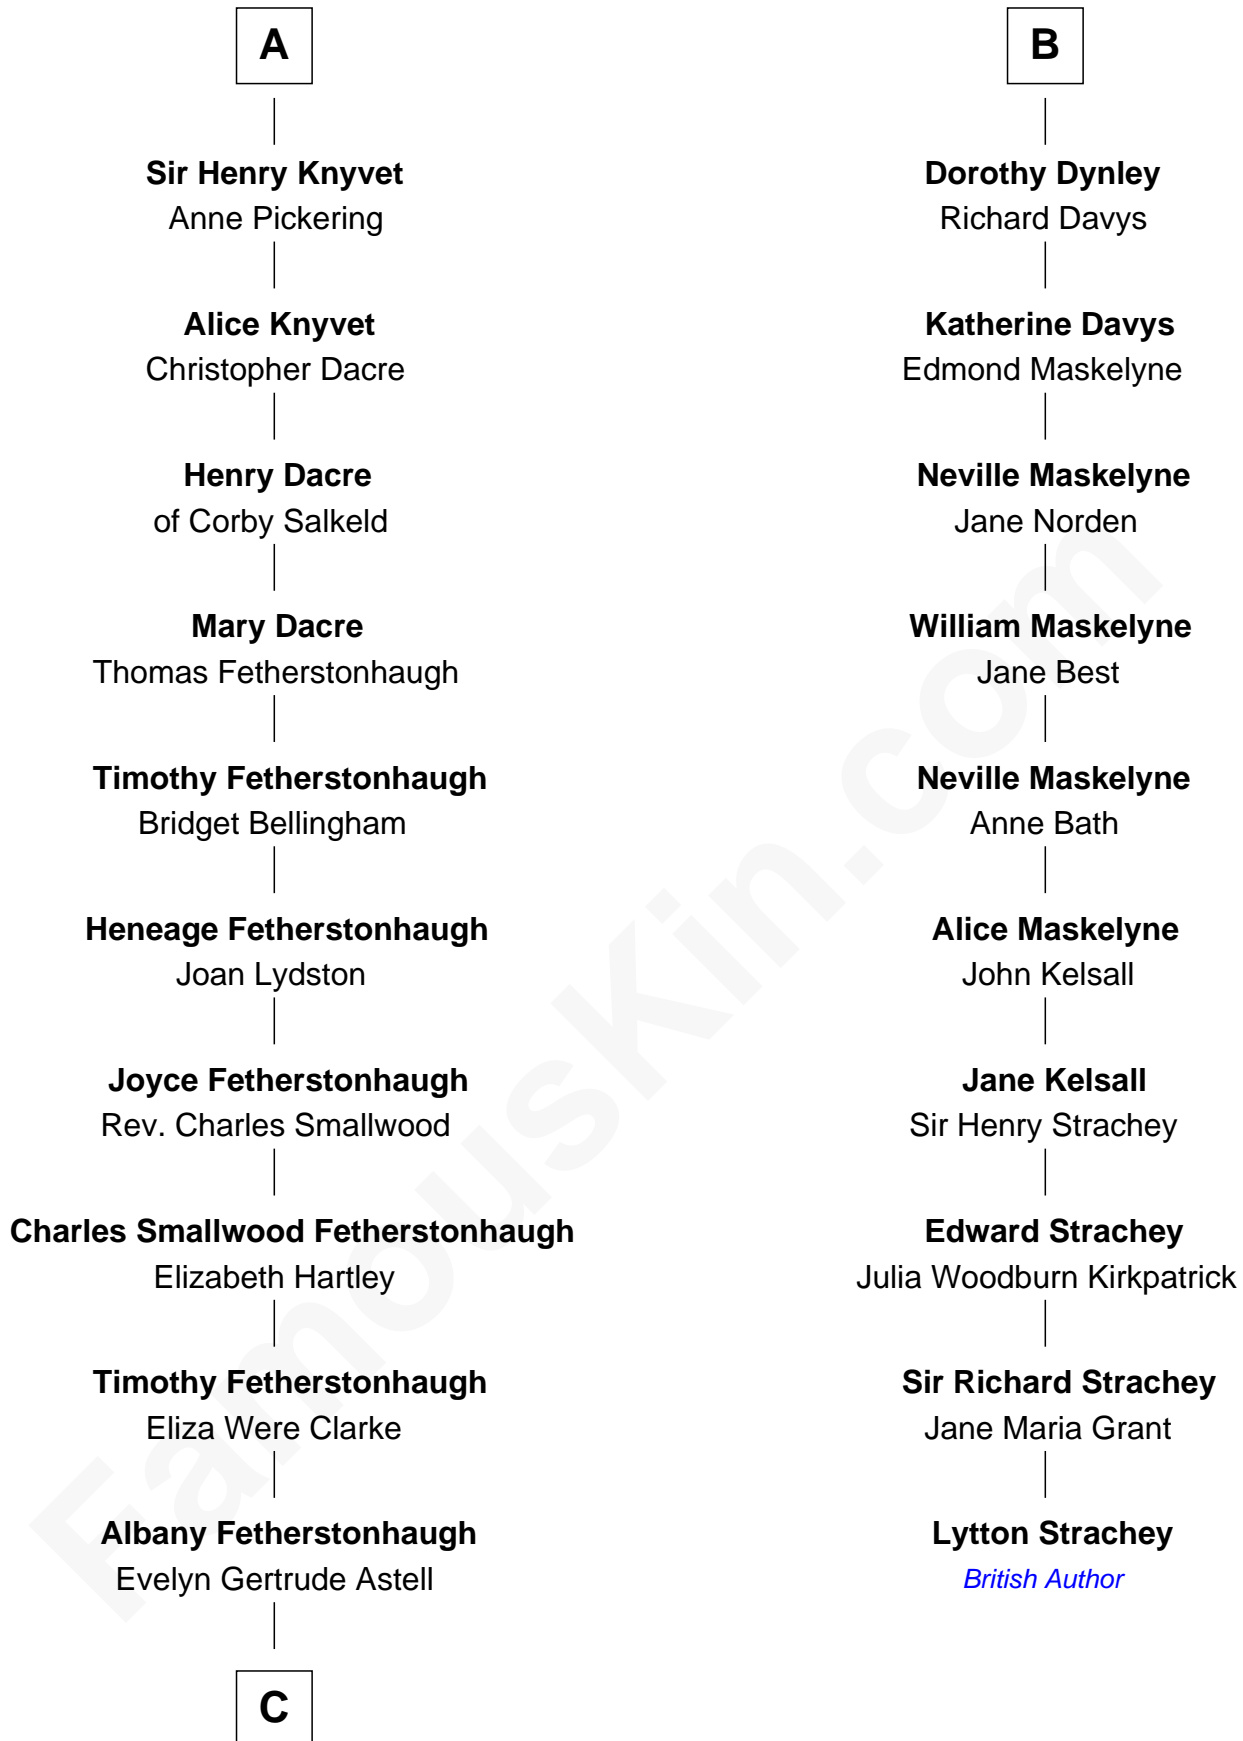 A
Sir Henry Knyvet
Anne Pickering
Alice Knyvet
Christopher Dacre
Henry Dacre
of Corby Salkeld
Mary Dacre
Thomas Fetherstonhaugh
Timothy Fetherstonhaugh
Bridget Bellingham
Heneage Fetherstonhaugh
Joan Lydston
Joyce Fetherstonhaugh
Rev. Charles Smallwood
Charles Smallwood Fetherstonhaugh
Elizabeth Hartley
Timothy Fetherstonhaugh
Eliza Were Clarke
Albany Fetherstonhaugh
Evelyn Gertrude Astell
C
B
Dorothy Dynley
Richard Davys
Katherine Davys
Edmond Maskelyne
Neville Maskelyne
Jane Norden
William Maskelyne
Jane Best
Neville Maskelyne
Anne Bath
Alice Maskelyne
John Kelsall
Jane Kelsall
Sir Henry Strachey
Edward Strachey
Julia Woodburn Kirkpatrick
Sir Richard Strachey
Jane Maria Grant
Lytton Strachey
British Author
FamousKin.com